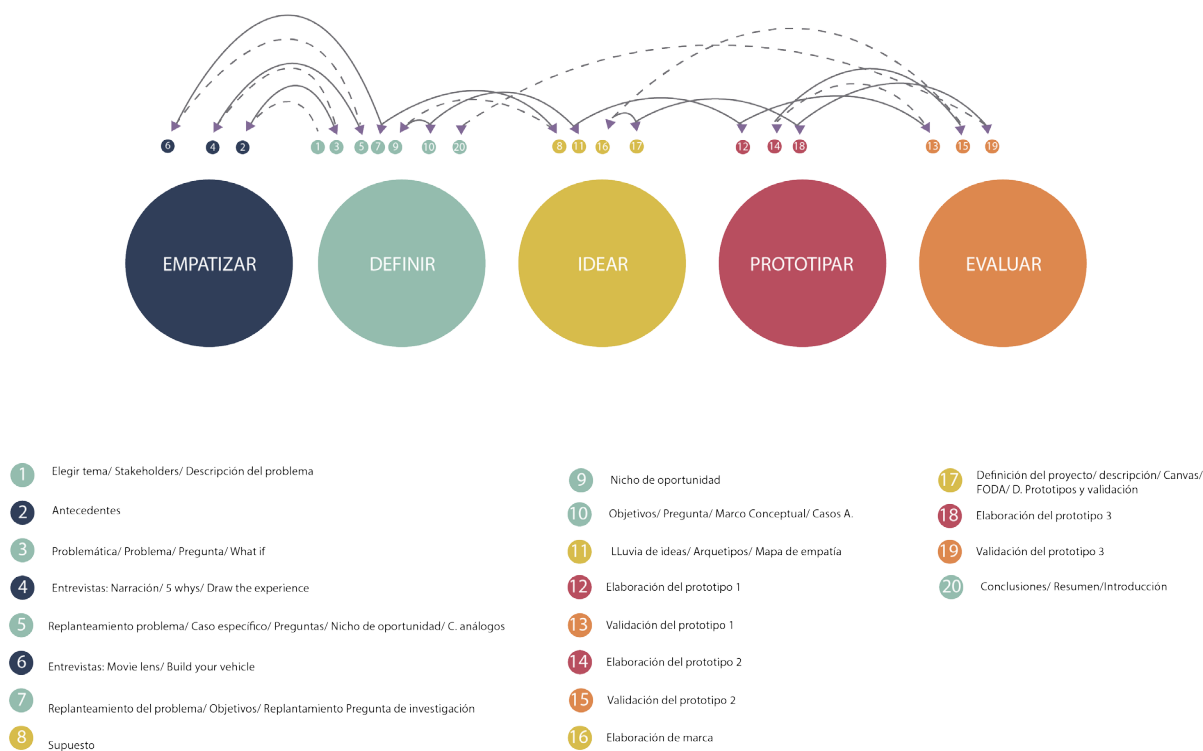 6 4 2 1 3 5 7 9 10 20 8 11 16 17 12 14 18 13 15 19
EMPATIZAR DEFINIR IDEAR PROTOTIPAR EVALUAR
1 Elegir tema/ Stakeholders/ Descripción del problema
2 Antecedentes
3 Problemática/ Problema/ Pregunta/ What if
4 Entrevistas: Narración/ 5 whys/ Draw the experience
5 Replanteamiento problema/ Caso específico/ Preguntas/ Nicho de oportunidad/ C. análogos
6 Entrevistas: Movie lens/ Build your vehicle
7 Replanteamiento del problema/ Objetivos/ Replantamiento Pregunta de investigación
8 Supuesto
9 Nicho de oportunidad
10 Objetivos/ Pregunta/ Marco Conceptual/ Casos A.
11 LLuvia de ideas/ Arquetipos/ Mapa de empatía
12 Elaboración del prototipo 1
13 Validación del prototipo 1
14 Elaboración del prototipo 2
15 Validación del prototipo 2
16 Elaboración de marca
17 Definición del proyecto/ descripción/ Canvas/
FODA/ D. Prototipos y validación
18 Elaboración del prototipo 3
19 Validación del prototipo 3
20 Conclusiones/ Resumen/Introducción